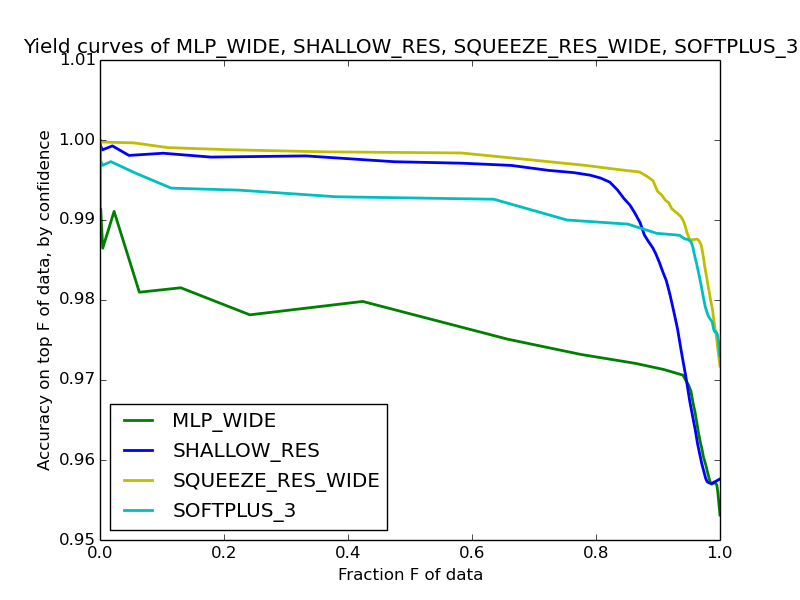 Yield curves of MLP_WIDE, SHALLOW_RES, SQUEEZE_RES_WIDE, SOFTPLUS_3
1.01
1.00
0.99
0.98
0.97
0.96
0.95
Accuracy on top F of data, by confidence
MLP_WIDE
SHALLOW_RES
SQUEEZE_RES_WIDE
SOFTPLUS_3
0.0 0.2 0.4 0.6 0.8 1.0
Fraction F of data